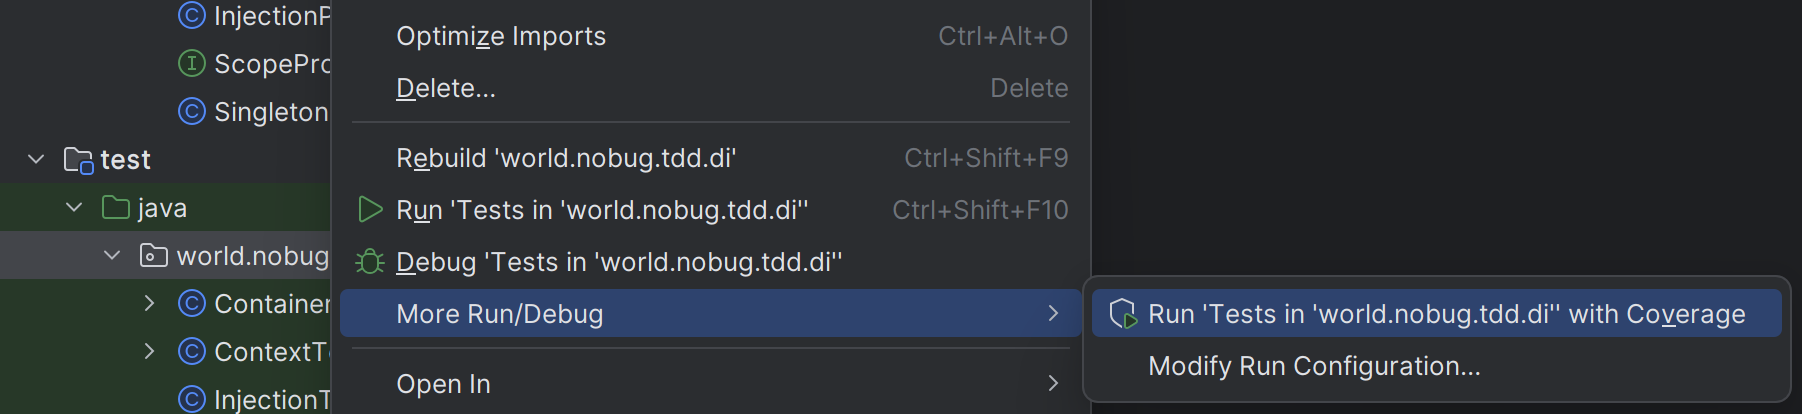 InjectionP
ScopePro
Singleton
test
java
world.nobug
Container
ContextTe
InjectionT
Optimize Imports Ctrl+Alt+O
Delete... Delete
Rebuild 'world.nobug.tdd.di' Ctrl+Shift+F9
Run 'Tests in 'world.nobug.tdd.di'' Ctrl+Shift+F10
Debug 'Tests in 'world.nobug.tdd.di''
More Run/Debug
Open In
Run 'Tests in 'world.nobug.tdd.di'' with Coverage
Modify Run Configuration...